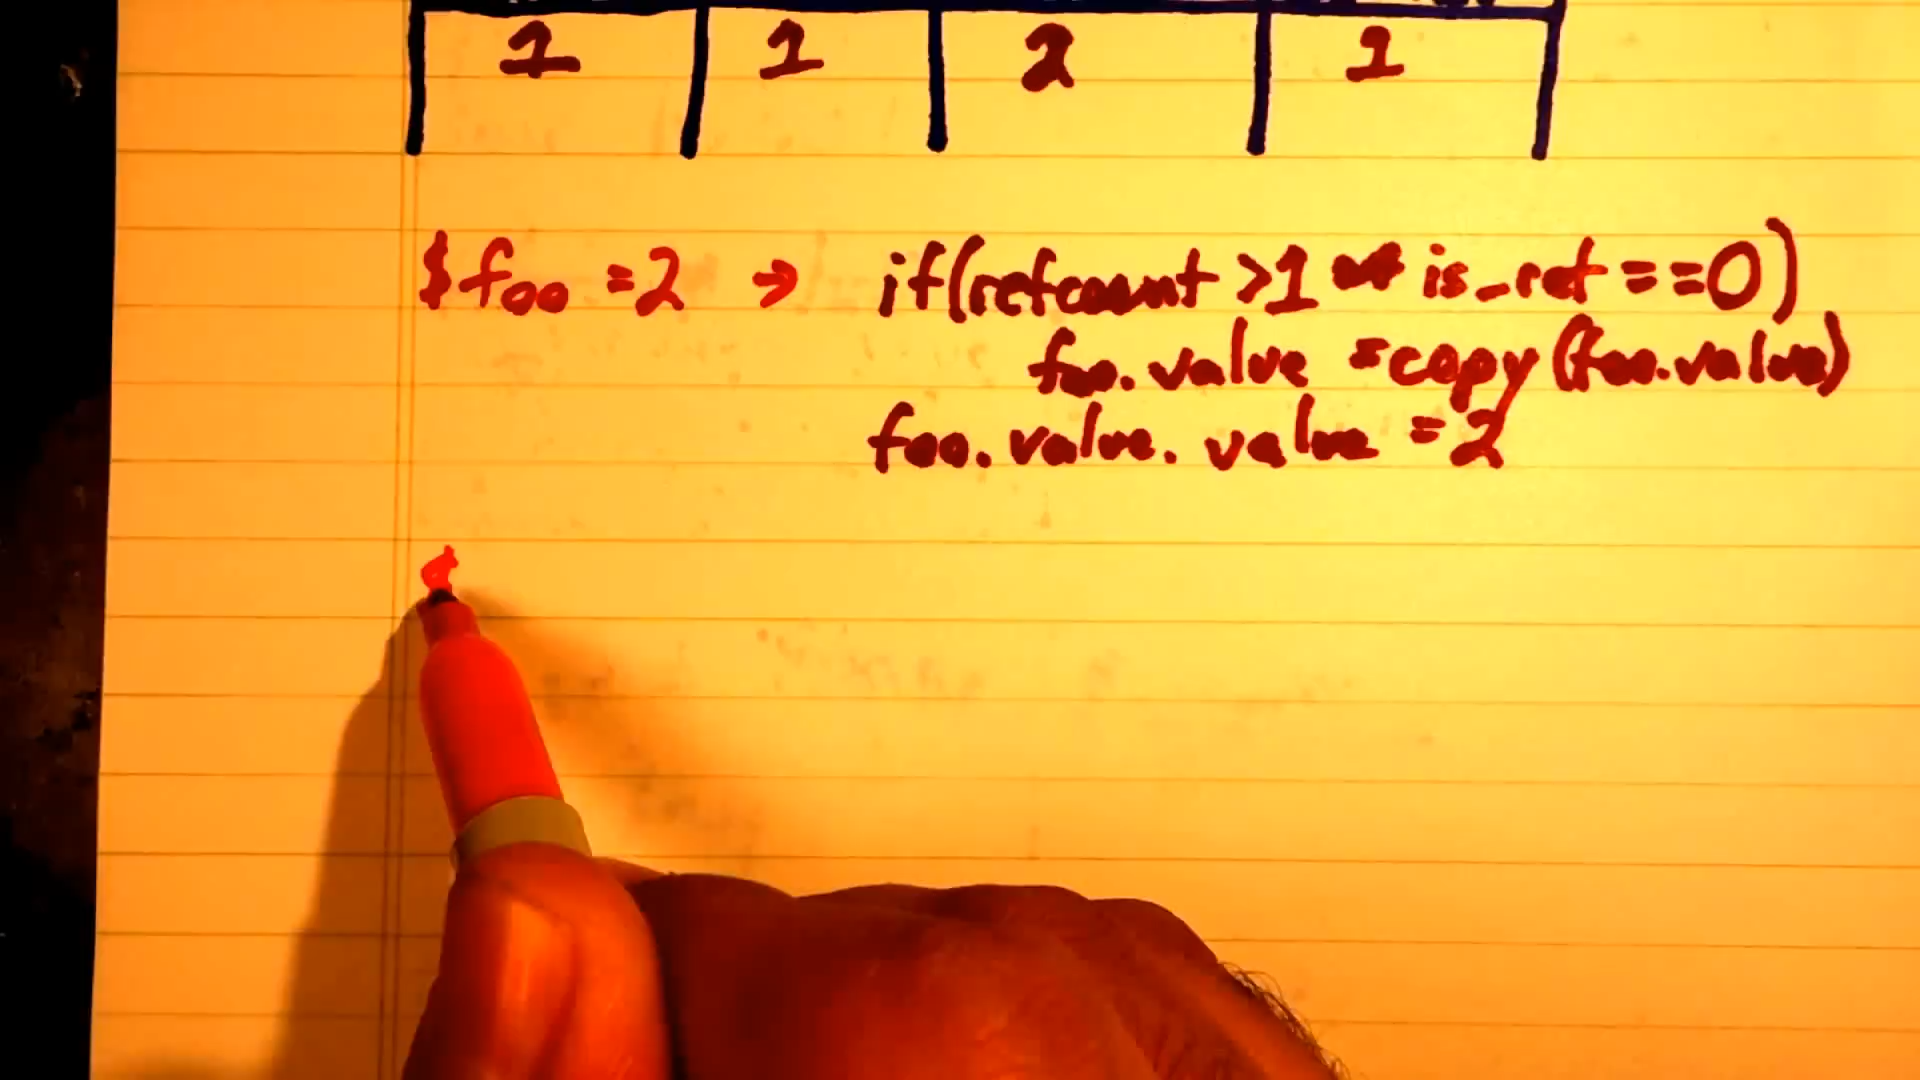 1 1 2 1
$foo = 2 → if(refcount >1 is_ref == 0)
foo.value = copy(foo.value)
foo.value.value = 2